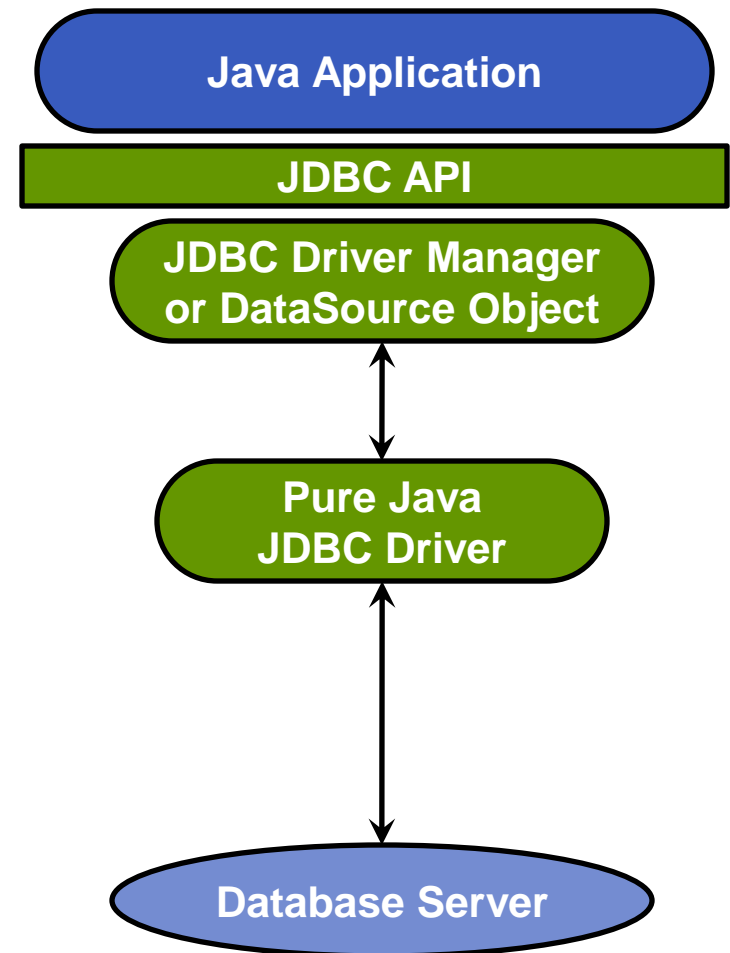 Java Application
JDBC API
JDBC Driver Manager
or DataSource Object
Pure Java
JDBC Driver
Database Server